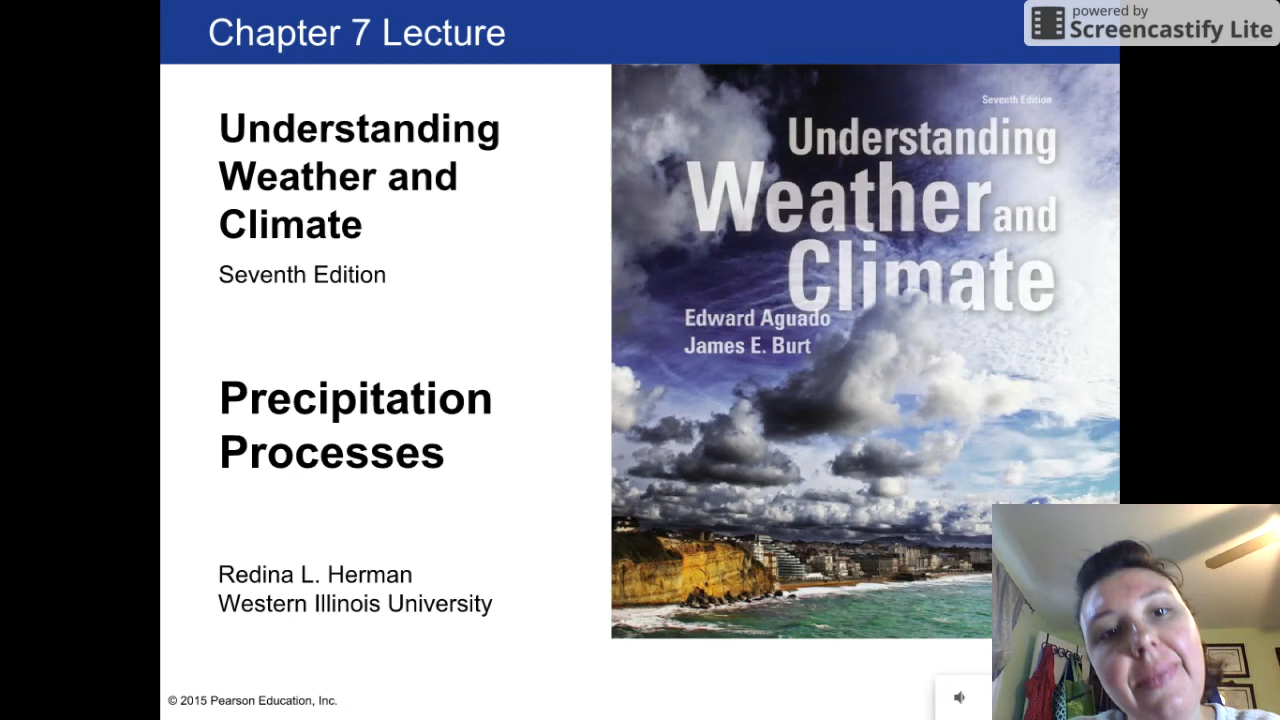 Chapter 7 Lecture
powered by
Screencastify Lite
Understanding
Weather and
Climate
Seventh Edition
Precipitation
Processes
Redina L. Herman
Western Illinois University
© 2015 Pearson Education, Inc.
Seventh Edition
Understanding
Weather and
Climate
Edward Aguado
James E. Burt